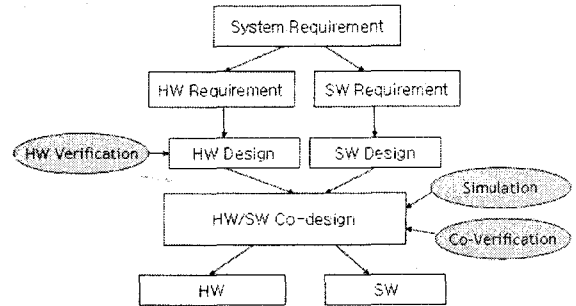 System Requirement
HW Requirement
SW Requirement
HW Verification
HW Design
SW Design
Simulation
HW/SW Co-design
Co-Verification
HW
SW